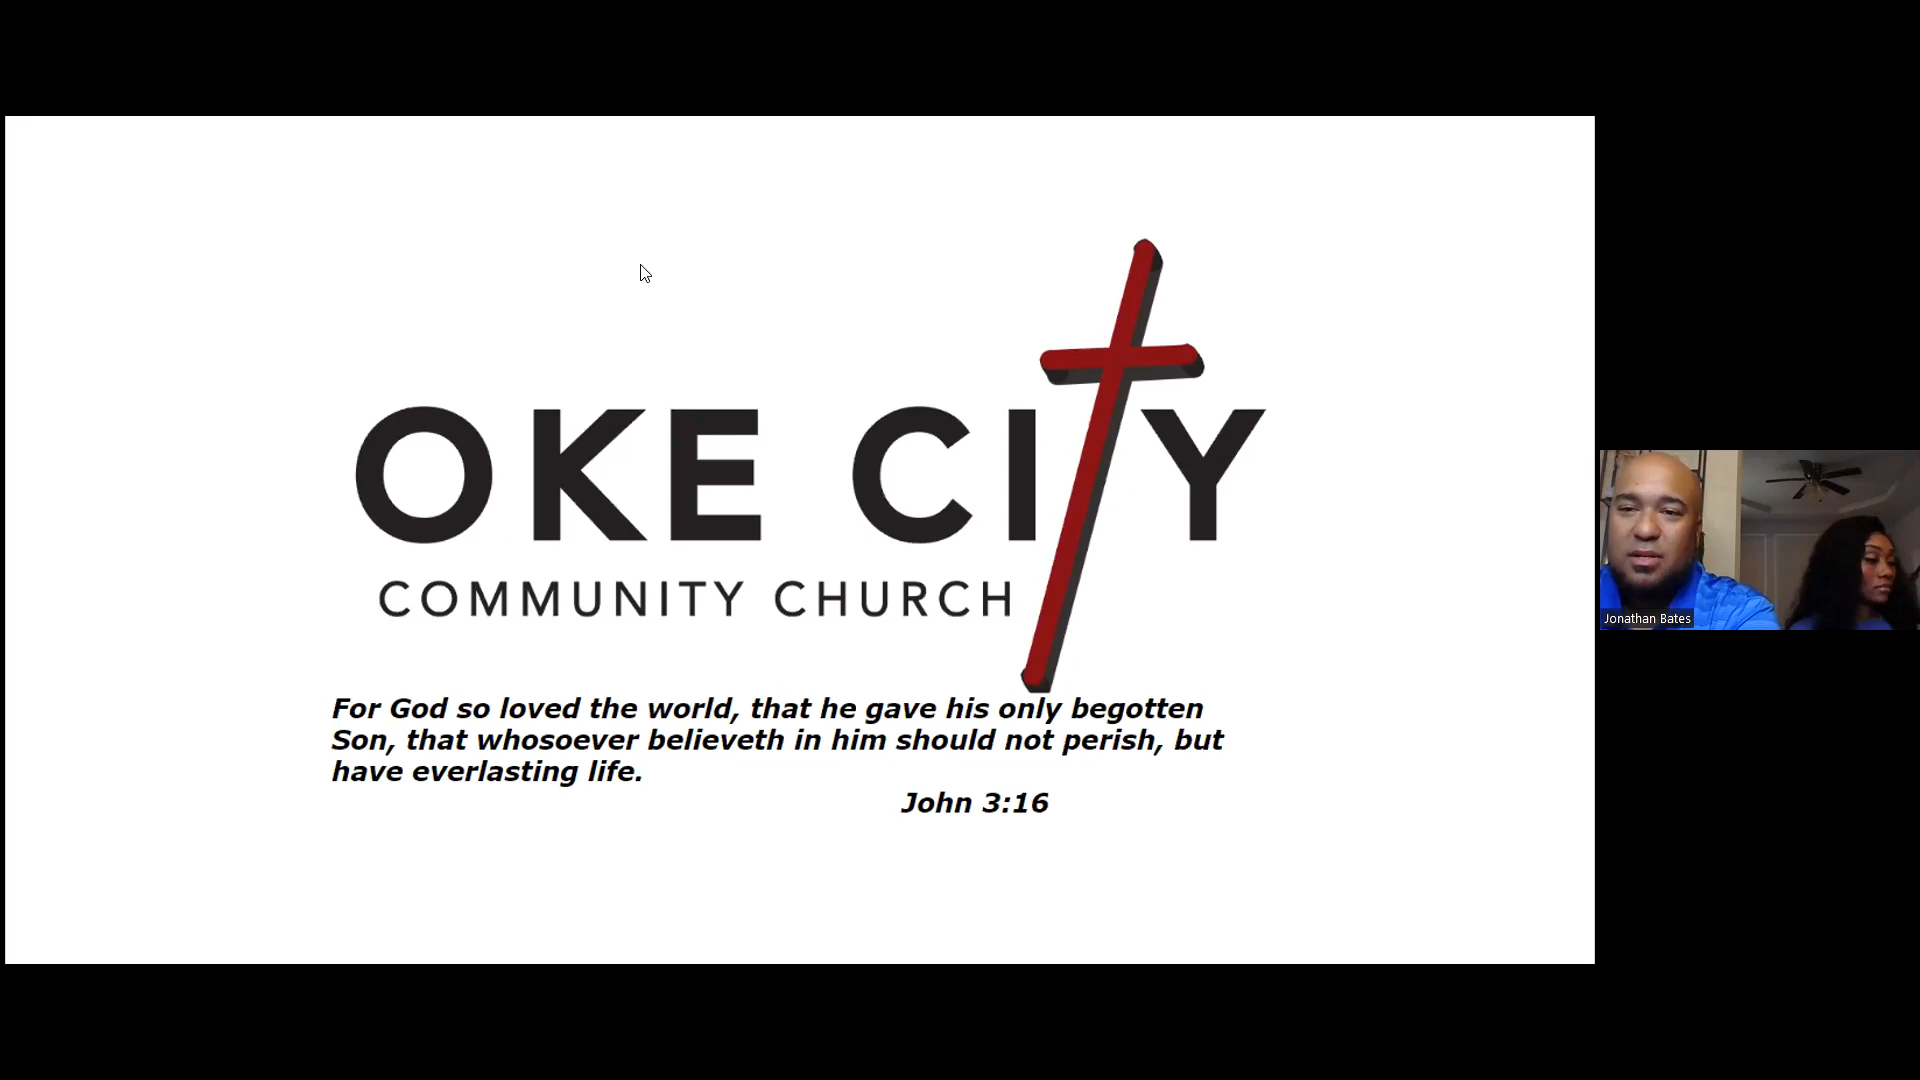 OKE CITY
COMMUNITY CHURCH
For God so loved the world, that he gave his only begotten
Son, that whosoever believeth in him should not perish, but
have everlasting life.
John 3:16
Jonathan Bates